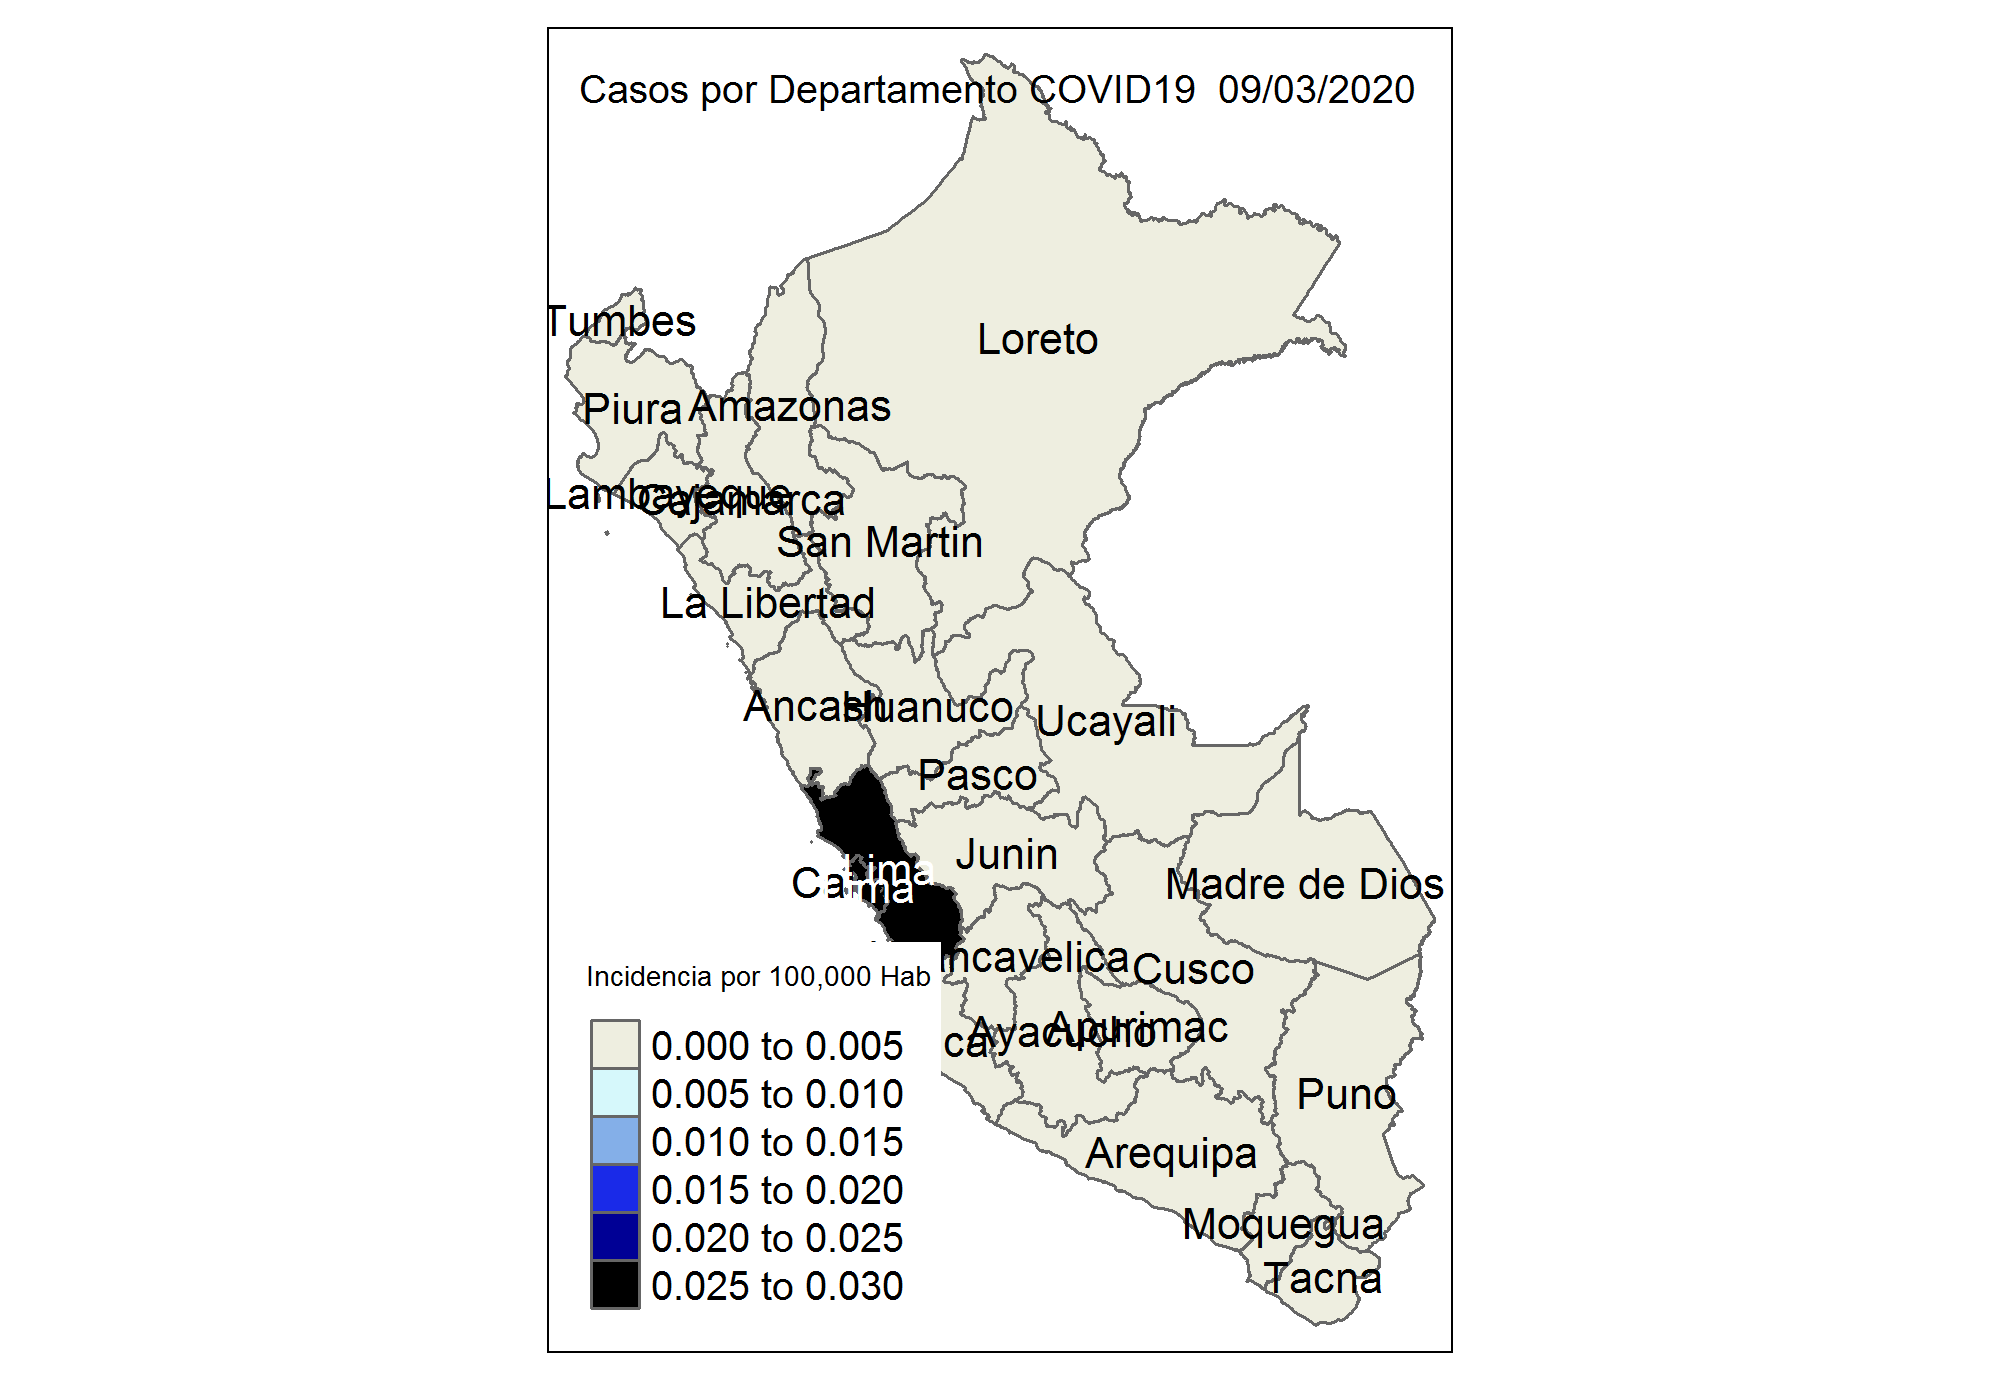 Casos por Departamento COVID19  09/03/2020
Tumbes
Loreto
Piura
Amazonas
Lambayeque
Cajamarca
San Martin
La Libertad
Ancash
Huanuco
Ucayali
Pasco
Junin
Lima
Lima
Madre de Dios
ncavelica
Cusco
Ayacucho
Apurimac
ca
Puno
Arequipa
Moquegua
Tacna
Incidencia por 100,000 Hab
0.000 to 0.005
0.005 to 0.010
0.010 to 0.015
0.015 to 0.020
0.020 to 0.025
0.025 to 0.030